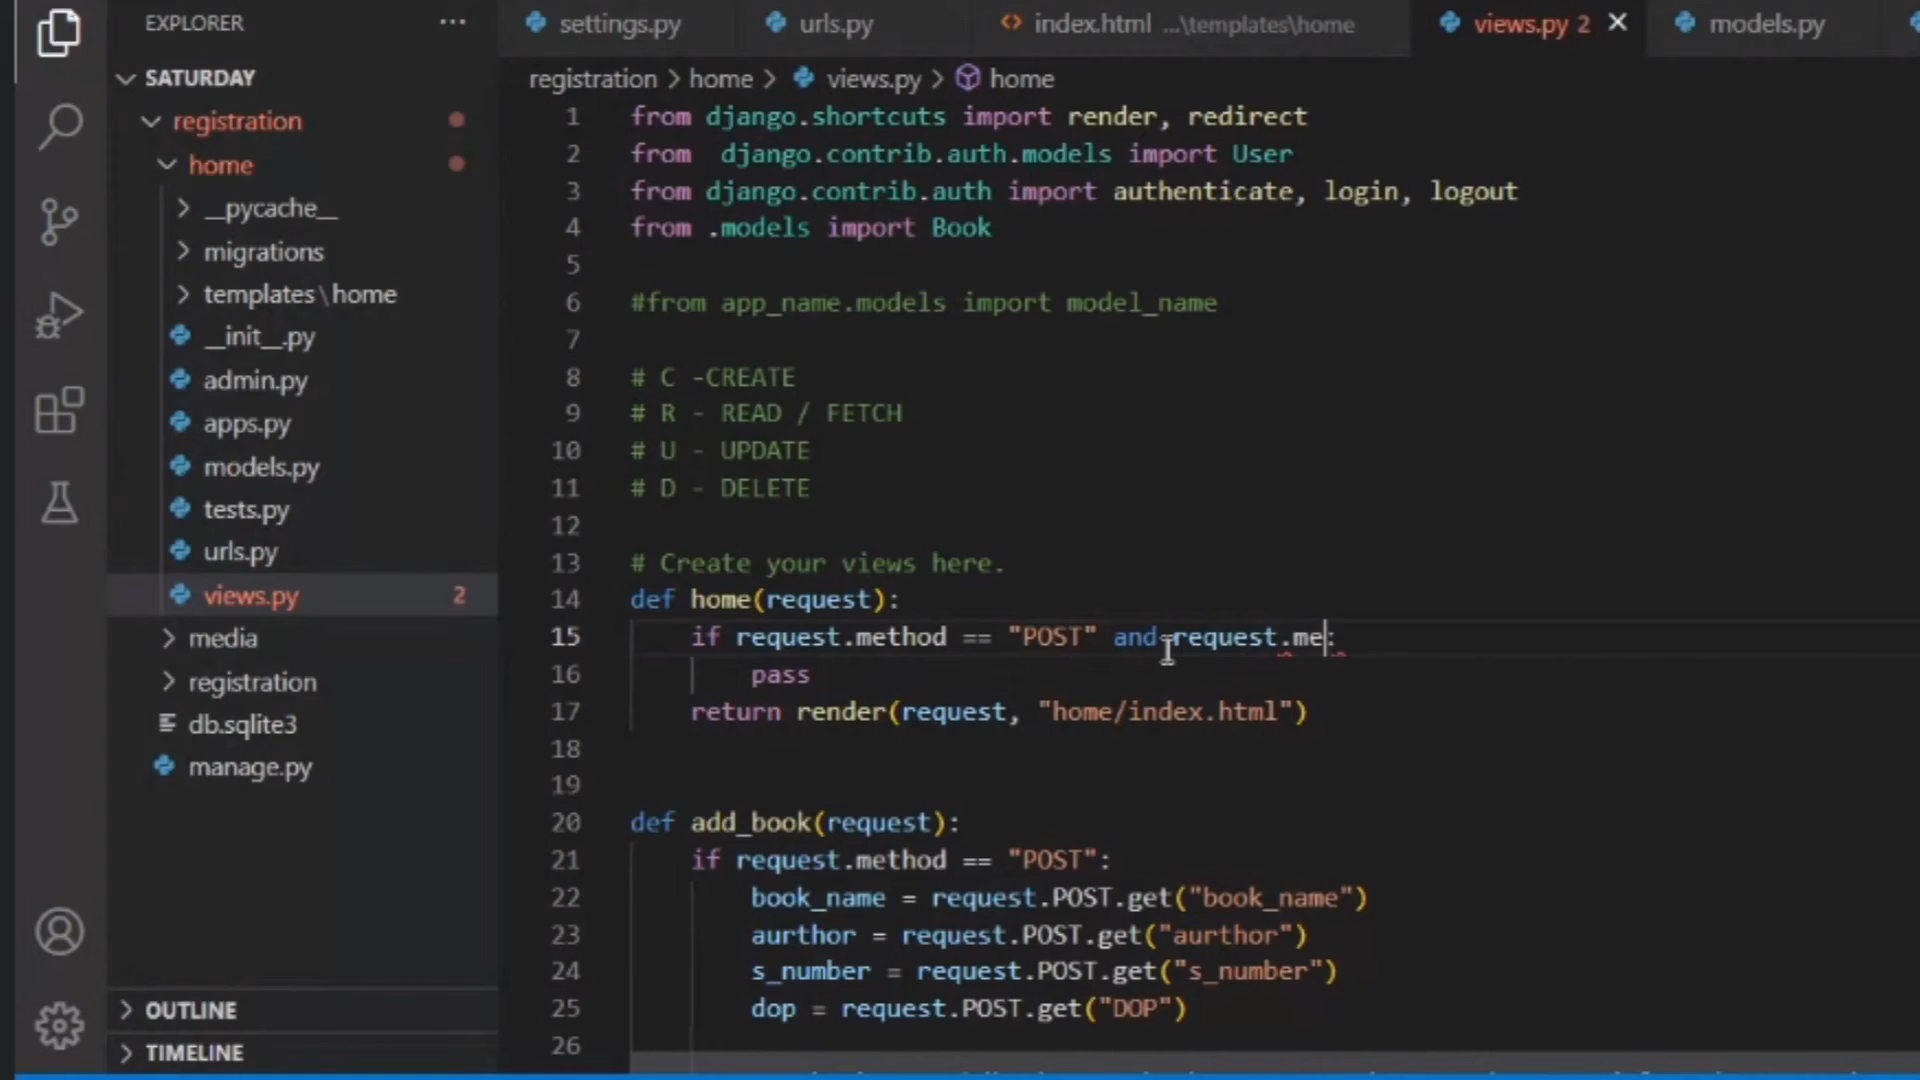 EXPLORER
SATURDAY
registration
home
__pycache__
migrations
templates\home
__init__.py
admin.py
apps.py
models.py
tests.py
urls.py
views.py 2
media
registration
db.sqlite3
manage.py
OUTLINE
TIMELINE
settings.py
urls.py
index.html ...\templates\home
views.py 2
models.py
registration > home > views.py > home
1 from django.shortcuts import render, redirect
2 from  django.contrib.auth.models import User
3 from django.contrib.auth import authenticate, login, logout
4 from .models import Book
5
6 #from app_name.models import model_name
7
8 # C -CREATE
9 # R - READ / FETCH
10 # U - UPDATE
11 # D - DELETE
12
13 # Create your views here.
14 def home(request):
15     if request.method == "POST" and request.me:
16         pass
17     return render(request, "home/index.html")
18
19
20 def add_book(request):
21     if request.method == "POST":
22         book_name = request.POST.get("book_name")
23         aurthor = request.POST.get("aurthor")
24         s_number = request.POST.get("s_number")
25         dop = request.POST.get("DOP")
26